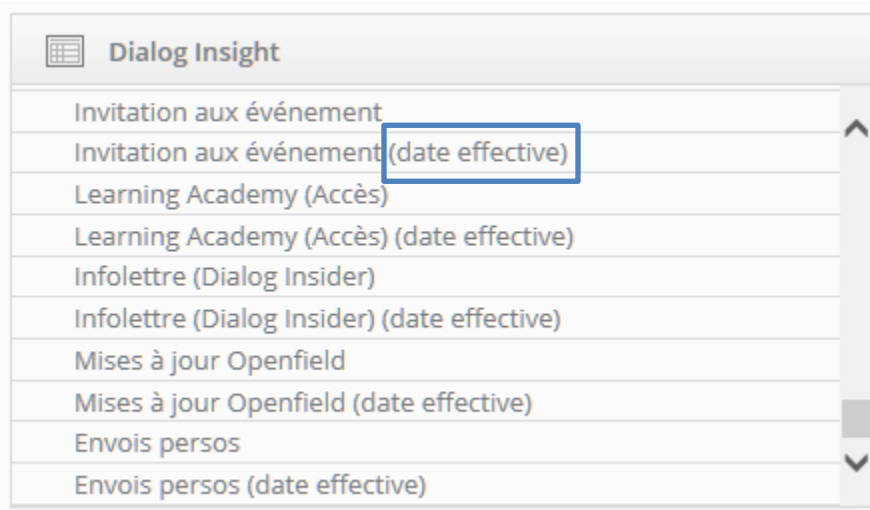 Dialog Insight
Invitation aux événement
Invitation aux événement (date effective)
Learning Academy (Accès)
Learning Academy (Accès) (date effective)
Infolettre (Dialog Insider)
Infolettre (Dialog Insider) (date effective)
Mises à jour Openfield
Mises à jour Openfield (date effective)
Envois persos
Envois persos (date effective)